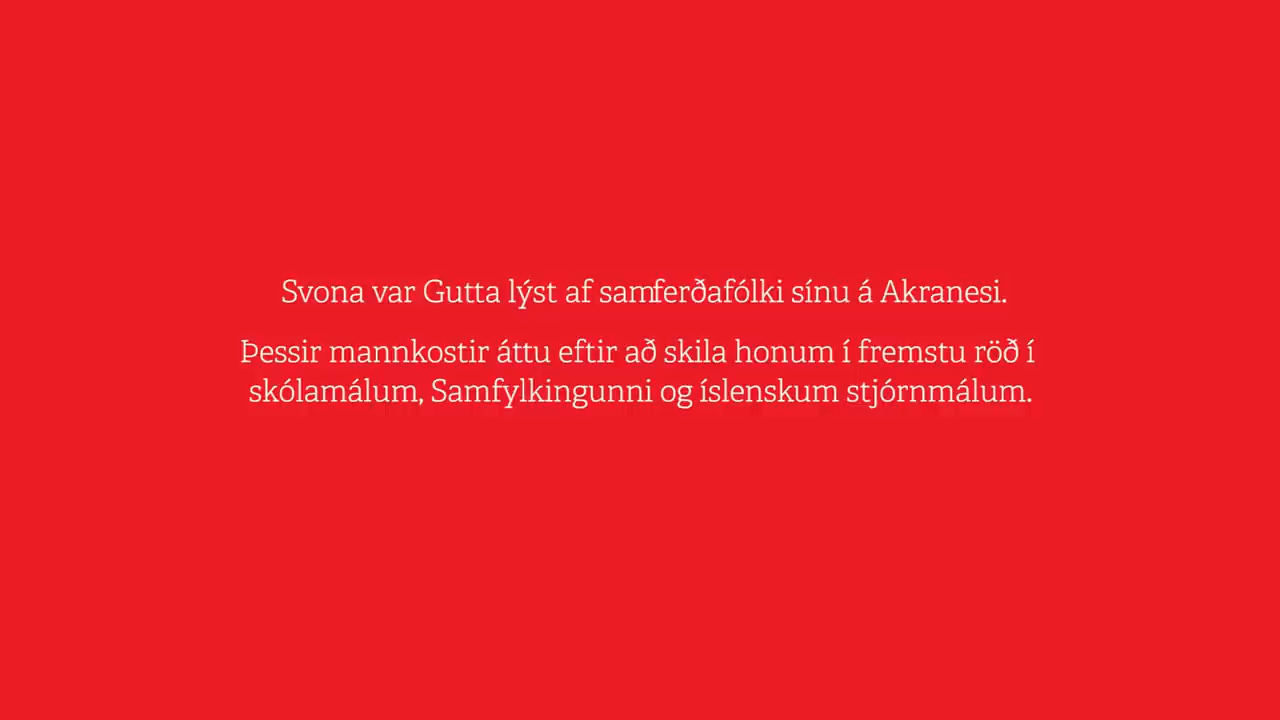 Svona var Gutta lýst af samferðafólki sínu á Akranesi.
Þessir mannkostir áttu eftir að skila honum í fremstu röð í
skólamálum, Samfylkingunni og íslenskum stjórnmálum.